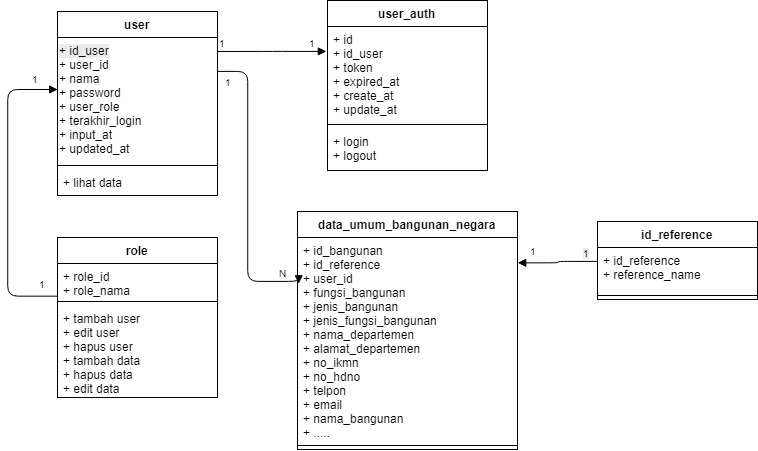 user
+ id_user
+ user_id
+ nama
+ password
+ user_role
+ terakhir_login
+ input_at
+ updated_at
+ lihat data
user_auth
+ id
+ id_user
+ token
+ expired_at
+ create_at
+ update_at
+ login
+ logout
1
1
1
N
1
1
role
+ role_id
+ role_nama
+ tambah user
+ edit user
+ hapus user
+ tambah data
+ hapus data
+ edit data
data_umum_bangunan_negara
+ id_bangunan
+ id_reference
+ user_id
+ fungsi_bangunan
+ jenis_bangunan
+ jenis_fungsi_bangunan
+ nama_departemen
+ alamat_departemen
+ no_ikmn
+ no_hdno
+ telpon
+ email
+ nama_bangunan
+ .....
1
1
id_reference
+ id_reference
+ reference_name